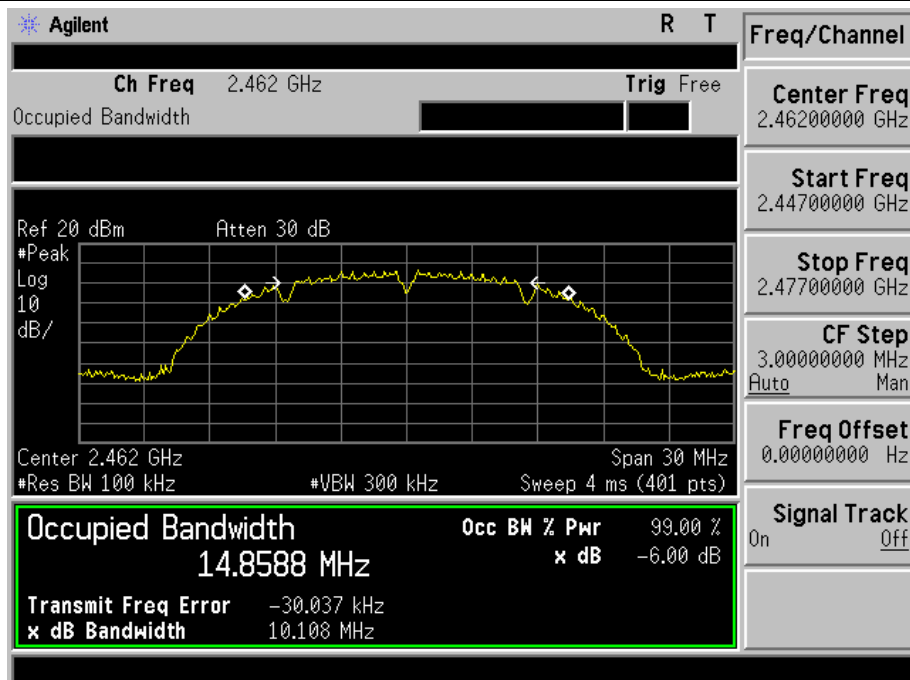 Agilent R T
Ch Freq 2.462 GHz Trig Free
Occupied Bandwidth
Ref 20 dBm Atten 30 dB
#Peak
Log
10
dB/
Center 2.462 GHz Span 30 MHz
#Res BW 100 kHz #VBW 300 kHz Sweep 4 ms (401 pts)
Occupied Bandwidth Occ BW % Pwr 99.00 %
14.8588 MHz x dB -6.00 dB
Transmit Freq Error -30.037 kHz
x dB Bandwidth 10.108 MHz
Freq/Channel
Center Freq
2.46200000 GHz
Start Freq
2.44700000 GHz
Stop Freq
2.47700000 GHz
CF Step
3.00000000 MHz
Auto Man
Freq Offset
0.00000000 Hz
Signal Track
On Off